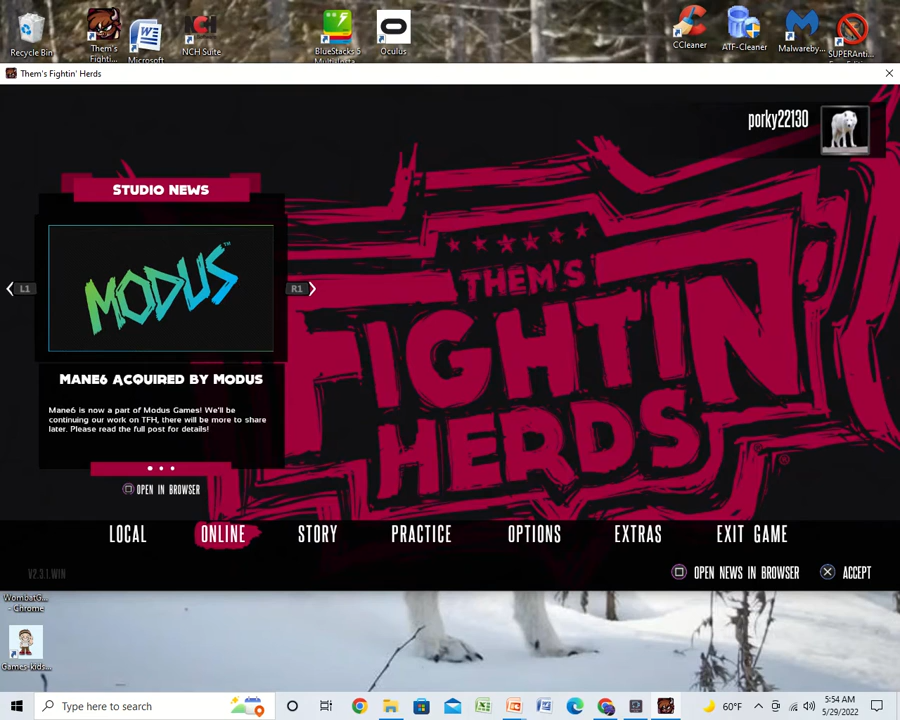 Recycle Bin
Them's
Fighti...
Microsoft
NCH Suite
BlueStacks 5
Oculus
CCleaner
ATF-Cleaner
Malwareby...
SUPERAnti...
Them's Fightin' Herds
porky22130
STUDIO NEWS
L1
MODUS™
R1
MANE6 ACQUIRED BY MODUS
Mane6 is now a part of Modus Games! We'll be
continuing our work on TFH, there will be more to share
later. Please read the full post for details!
OPEN IN BROWSER
THEM'S
FIGHTIN
HERDS®
LOCAL
ONLINE
STORY
PRACTICE
OPTIONS
EXTRAS
EXIT GAME
V2.3.1.WIN
OPEN NEWS IN BROWSER
ACCEPT
WombatG...
- Chrome
Games-kids...
Type here to search
60°F
5:54 AM
5/29/2022